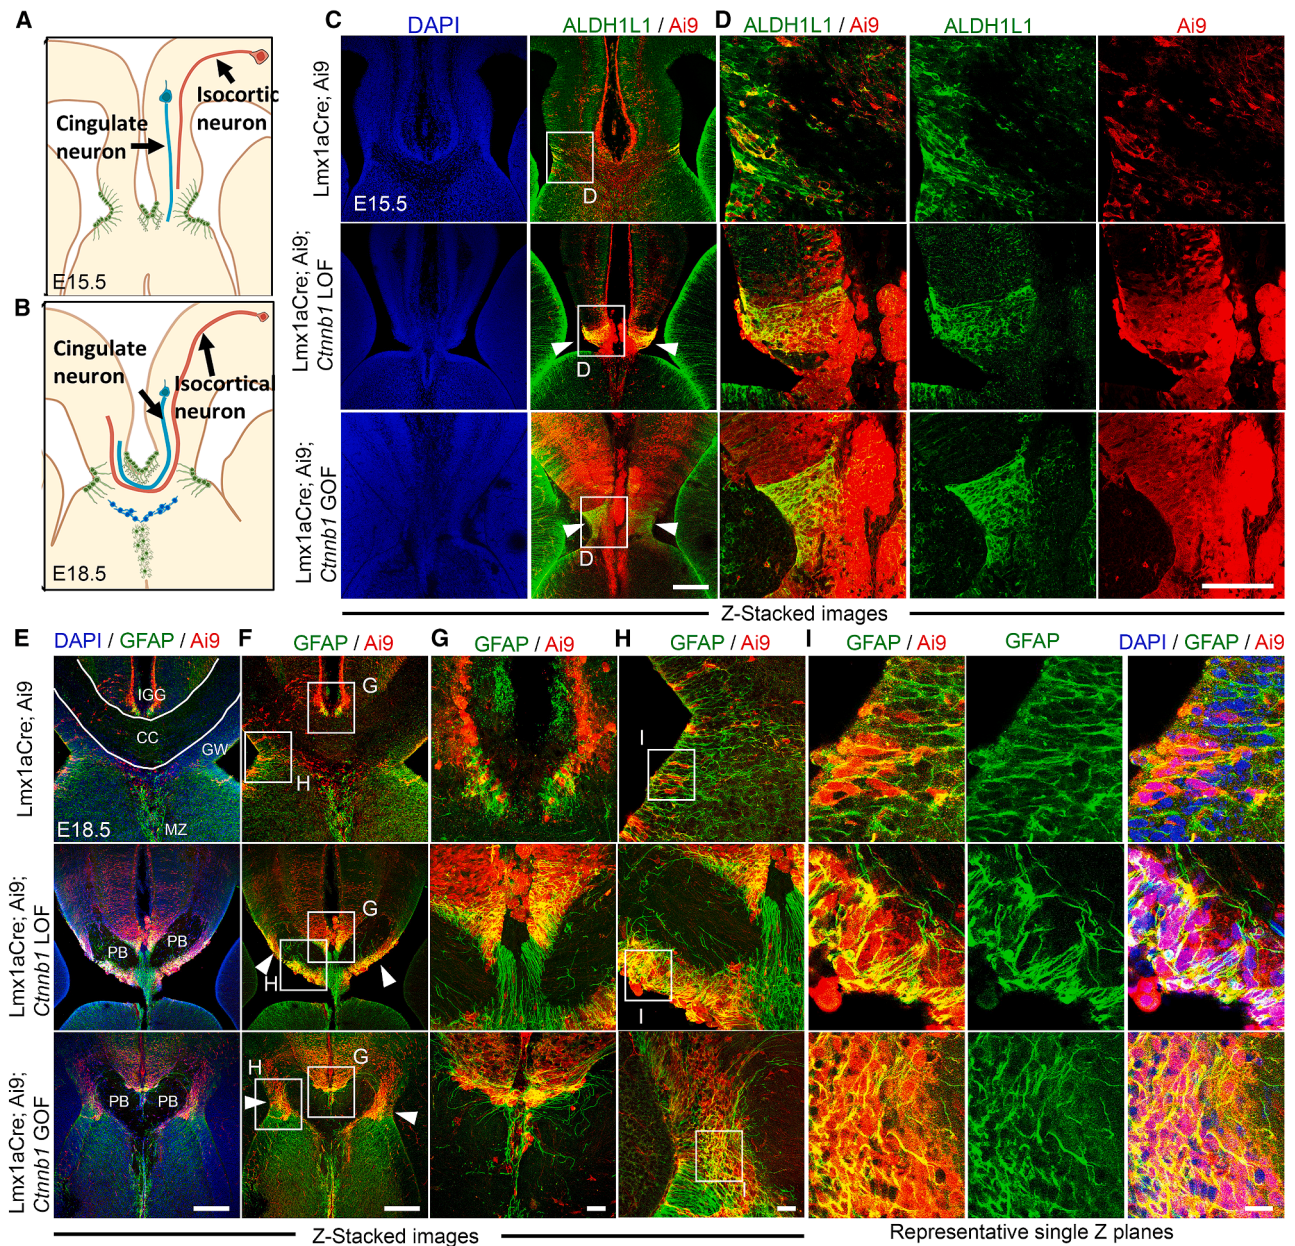 A
Isocortic
neuron
Cingulate
neuron
E15.5
B
Cingulate
neuron
Isocortical
neuron
E18.5
C
DAPI
ALDH1L1 / Ai9
D
ALDH1L1 / Ai9
ALDH1L1
Ai9
Lmx1aCre; Ai9
E15.5
D
Lmx1aCre; Ai9;
Ctnnb1 LOF
D
Lmx1aCre; Ai9;
Ctnnb1 GOF
D
Z-Stacked images
E
DAPI / GFAP / Ai9
F
GFAP / Ai9
G
GFAP / Ai9
H
GFAP / Ai9
I
GFAP / Ai9
GFAP
DAPI / GFAP / Ai9
Lmx1aCre; Ai9
IGG
CC
GW
MZ
E18.5
G
H
I
Lmx1aCre; Ai9;
Ctnnb1 LOF
PB
PB
G
H
I
Lmx1aCre; Ai9;
Ctnnb1 GOF
PB
PB
H
G
I
Z-Stacked images
Representative single Z planes